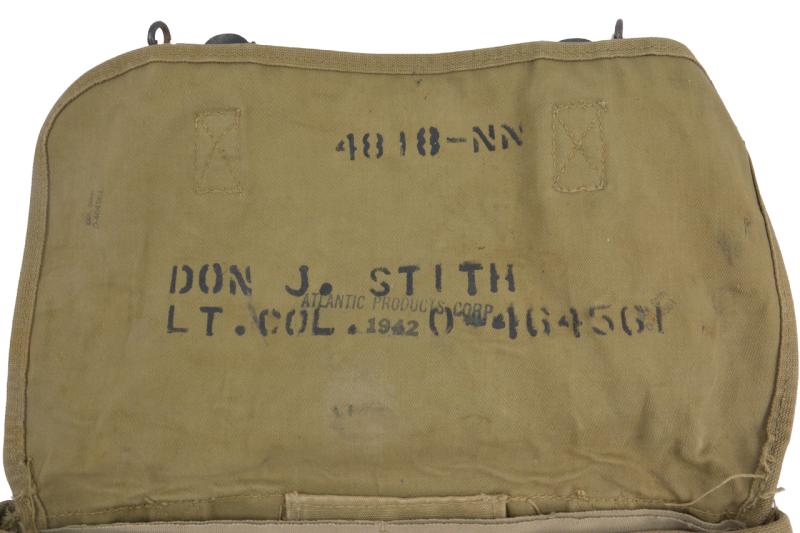 4818-NN
DON J. STITH
ATLANTIC PRODUCTS CORP.
LT. COL. O-464561
1942